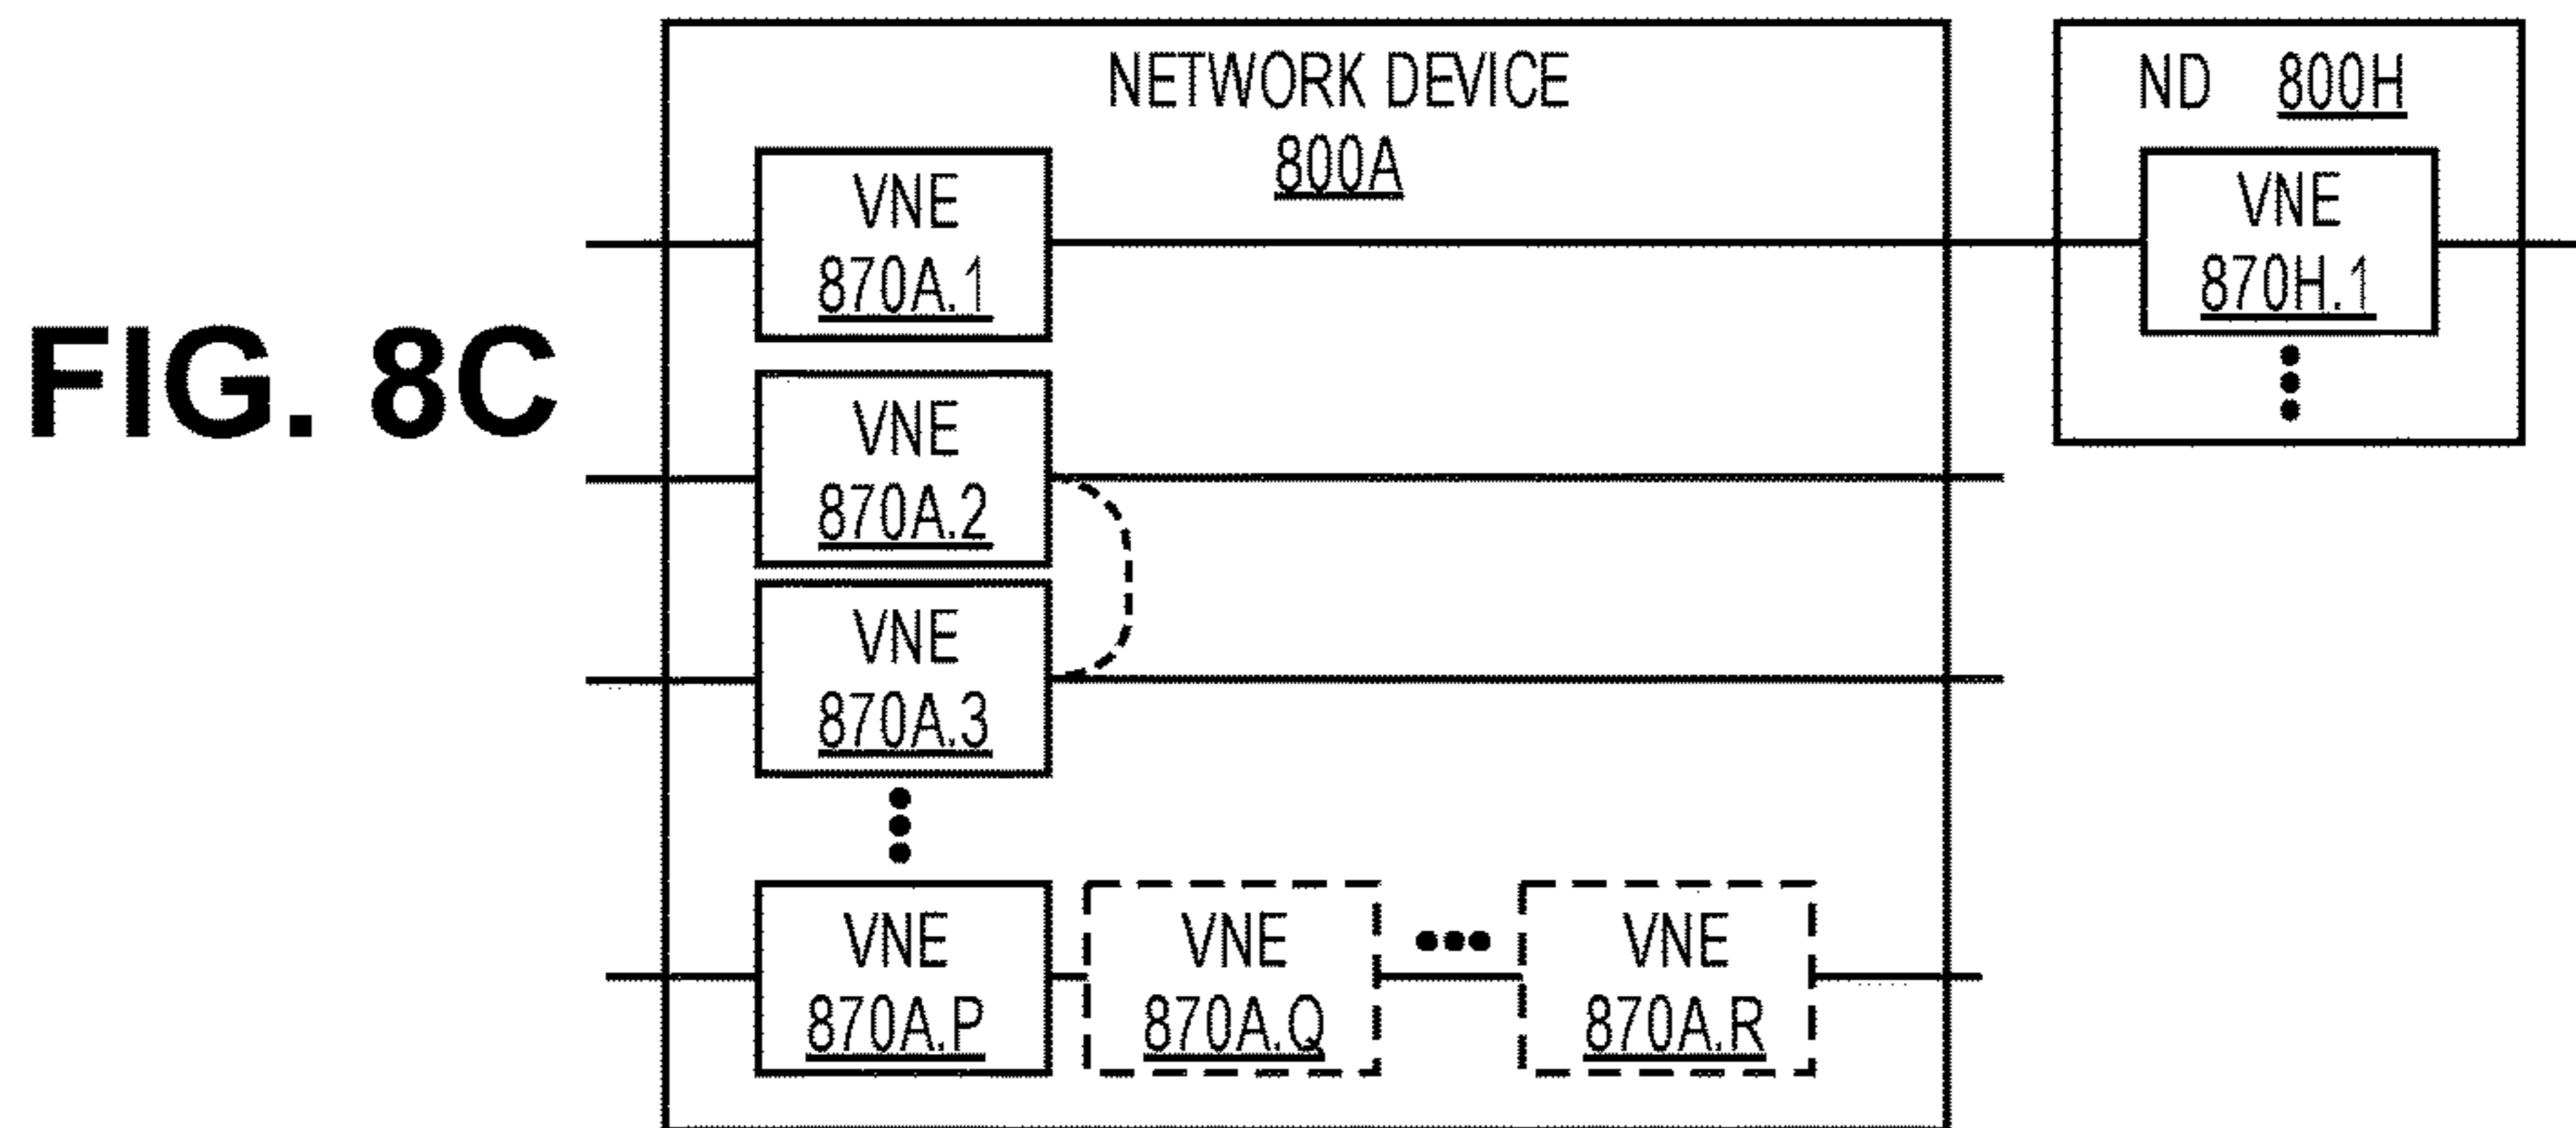 FIG. 8C
NETWORK DEVICE
800A
VNE
870A.1
VNE
870A.2
VNE
870A.3
VNE
870A.P
VNE
870A.Q
VNE
870A.R
ND 800H
VNE
870H.1